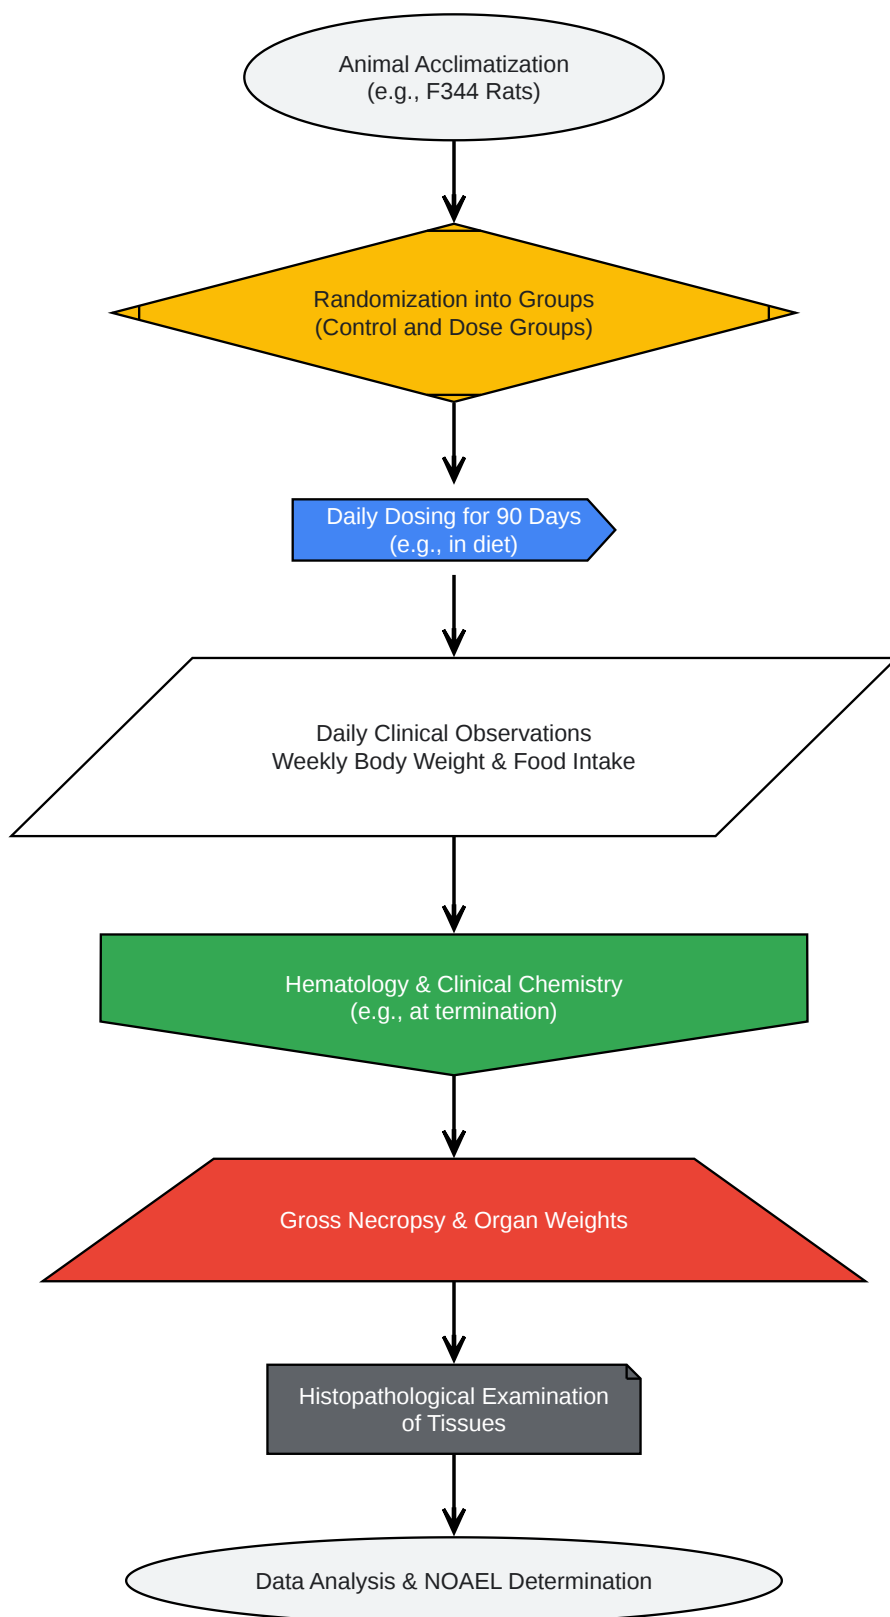 Animal Acclimatization
(e.g., F344 Rats)
Randomization into Groups
(Control and Dose Groups)
Daily Dosing for 90 Days
(e.g., in diet)
Daily Clinical Observations
Weekly Body Weight & Food Intake
Hematology & Clinical Chemistry
(e.g., at termination)
Gross Necropsy & Organ Weights
Histopathological Examination
of Tissues
Data Analysis & NOAEL Determination